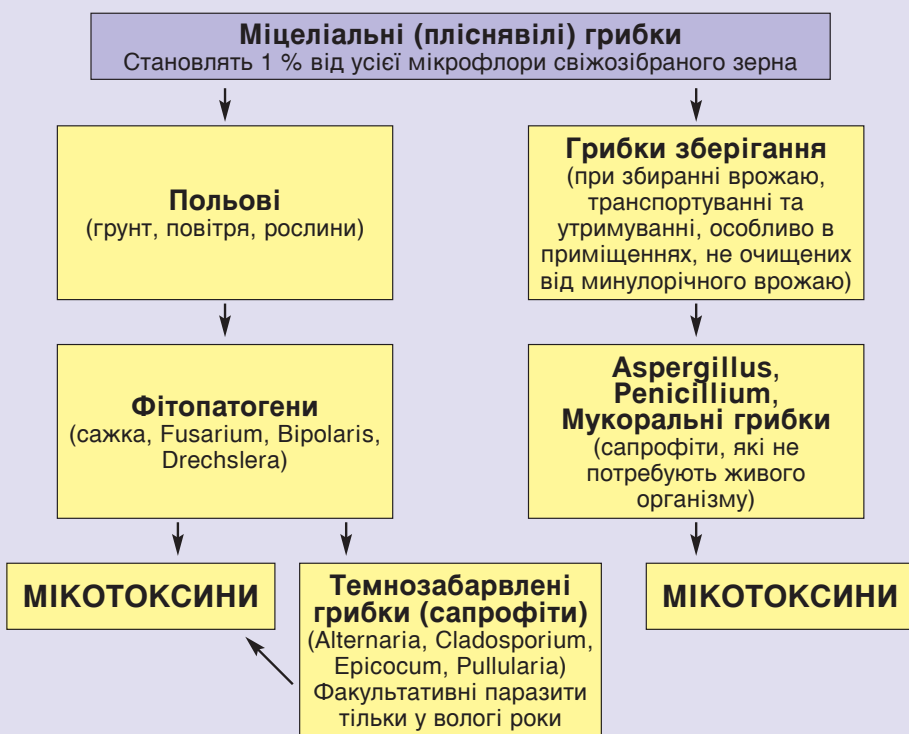 Міцеліальні (пліснявілі) грибки
Становлять 1 % від усієї мікрофлори свіжозібраного зерна
Польові
(грунт, повітря, рослини)
Грибки зберігання
(при збиранні врожаю,
транспортуванні та
утримуванні, особливо в
приміщеннях, не очищених
від минулорічного врожаю)
Фітопатогени
(сажка, Fusarium, Bipolaris,
Drechslera)
Aspergillus,
Penicillium,
Мукоральні грибки
(сапрофіти, які не
потребують живого
організму)
МІКОТОКСИНИ
Темнозабарвлені
грибки (сапрофіти)
(Alternaria, Cladosporium,
Epicocum, Pullularia)
Факультативні паразити
тільки у вологі роки
МІКОТОКСИНИ